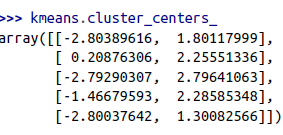 >>> kmeans.cluster_centers_
array([[-2.80389616, 1.80117999],
[ 0.20876306, 2.25551336],
[-2.79290307, 2.79641063],
[-1.46679593, 2.28585348],
[-2.80037642, 1.30082566]])